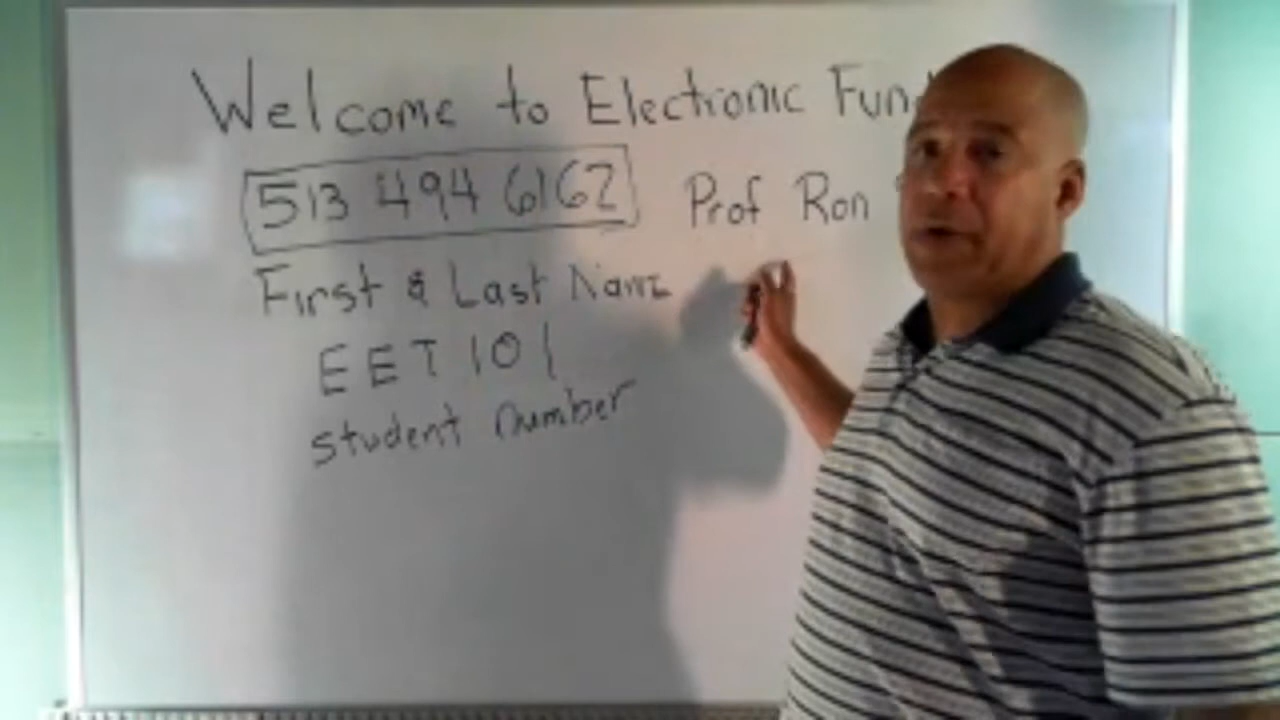 Welcome to Electronic Fun
513 494 6162
Prof Ron
First & Last Name
EET 101
student number